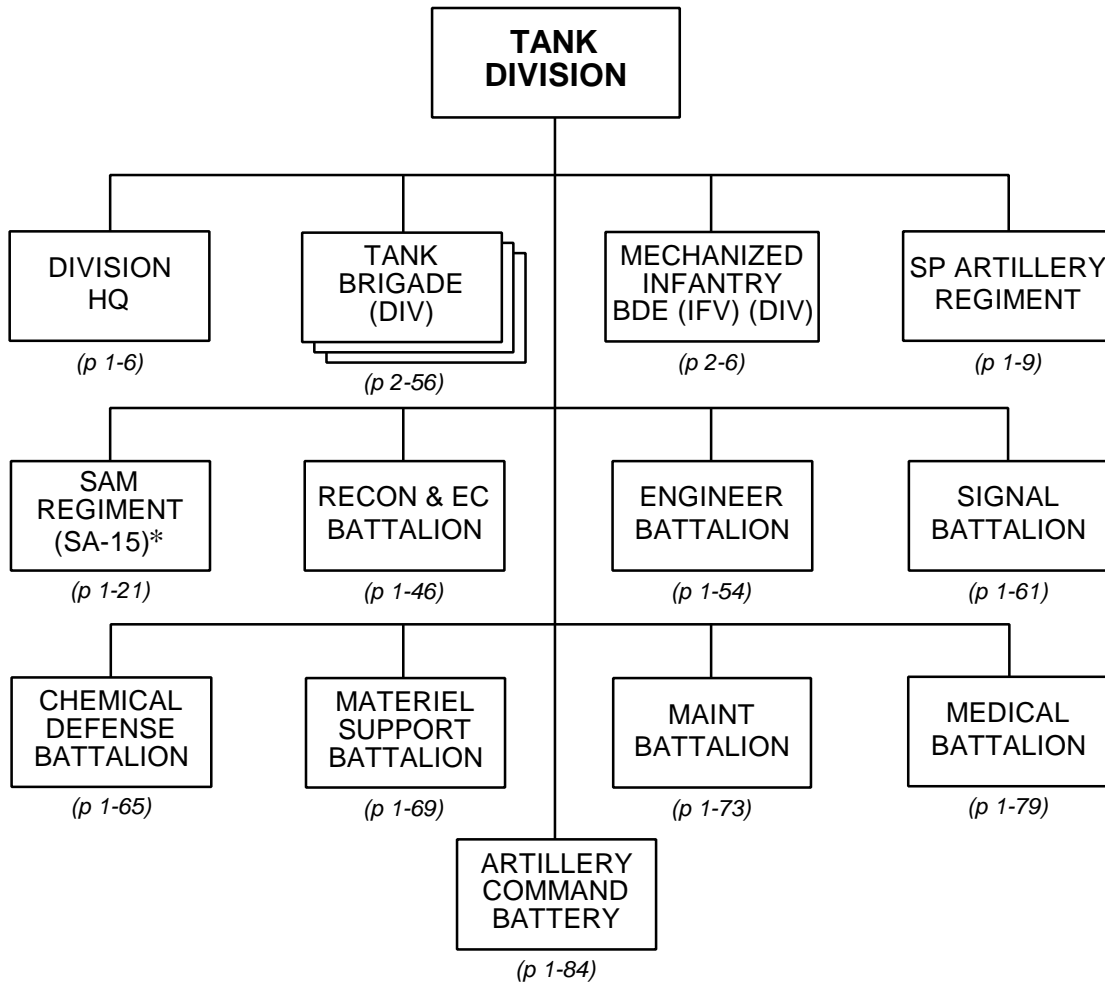 TANK
DIVISION
DIVISION
HQ
(p 1-6)
TANK
BRIGADE
(DIV)
(p 2-56)
MECHANIZED
INFANTRY
BDE (IFV) (DIV)
(p 2-6)
SP ARTILLERY
REGIMENT
(p 1-9)
SAM
REGIMENT
(SA-15)*
(p 1-21)
RECON & EC
BATTALION
(p 1-46)
ENGINEER
BATTALION
(p 1-54)
SIGNAL
BATTALION
(p 1-61)
CHEMICAL
DEFENSE
BATTALION
(p 1-65)
MATERIEL
SUPPORT
BATTALION
(p 1-69)
MAINT
BATTALION
(p 1-73)
MEDICAL
BATTALION
(p 1-79)
ARTILLERY
COMMAND
BATTERY
(p 1-84)